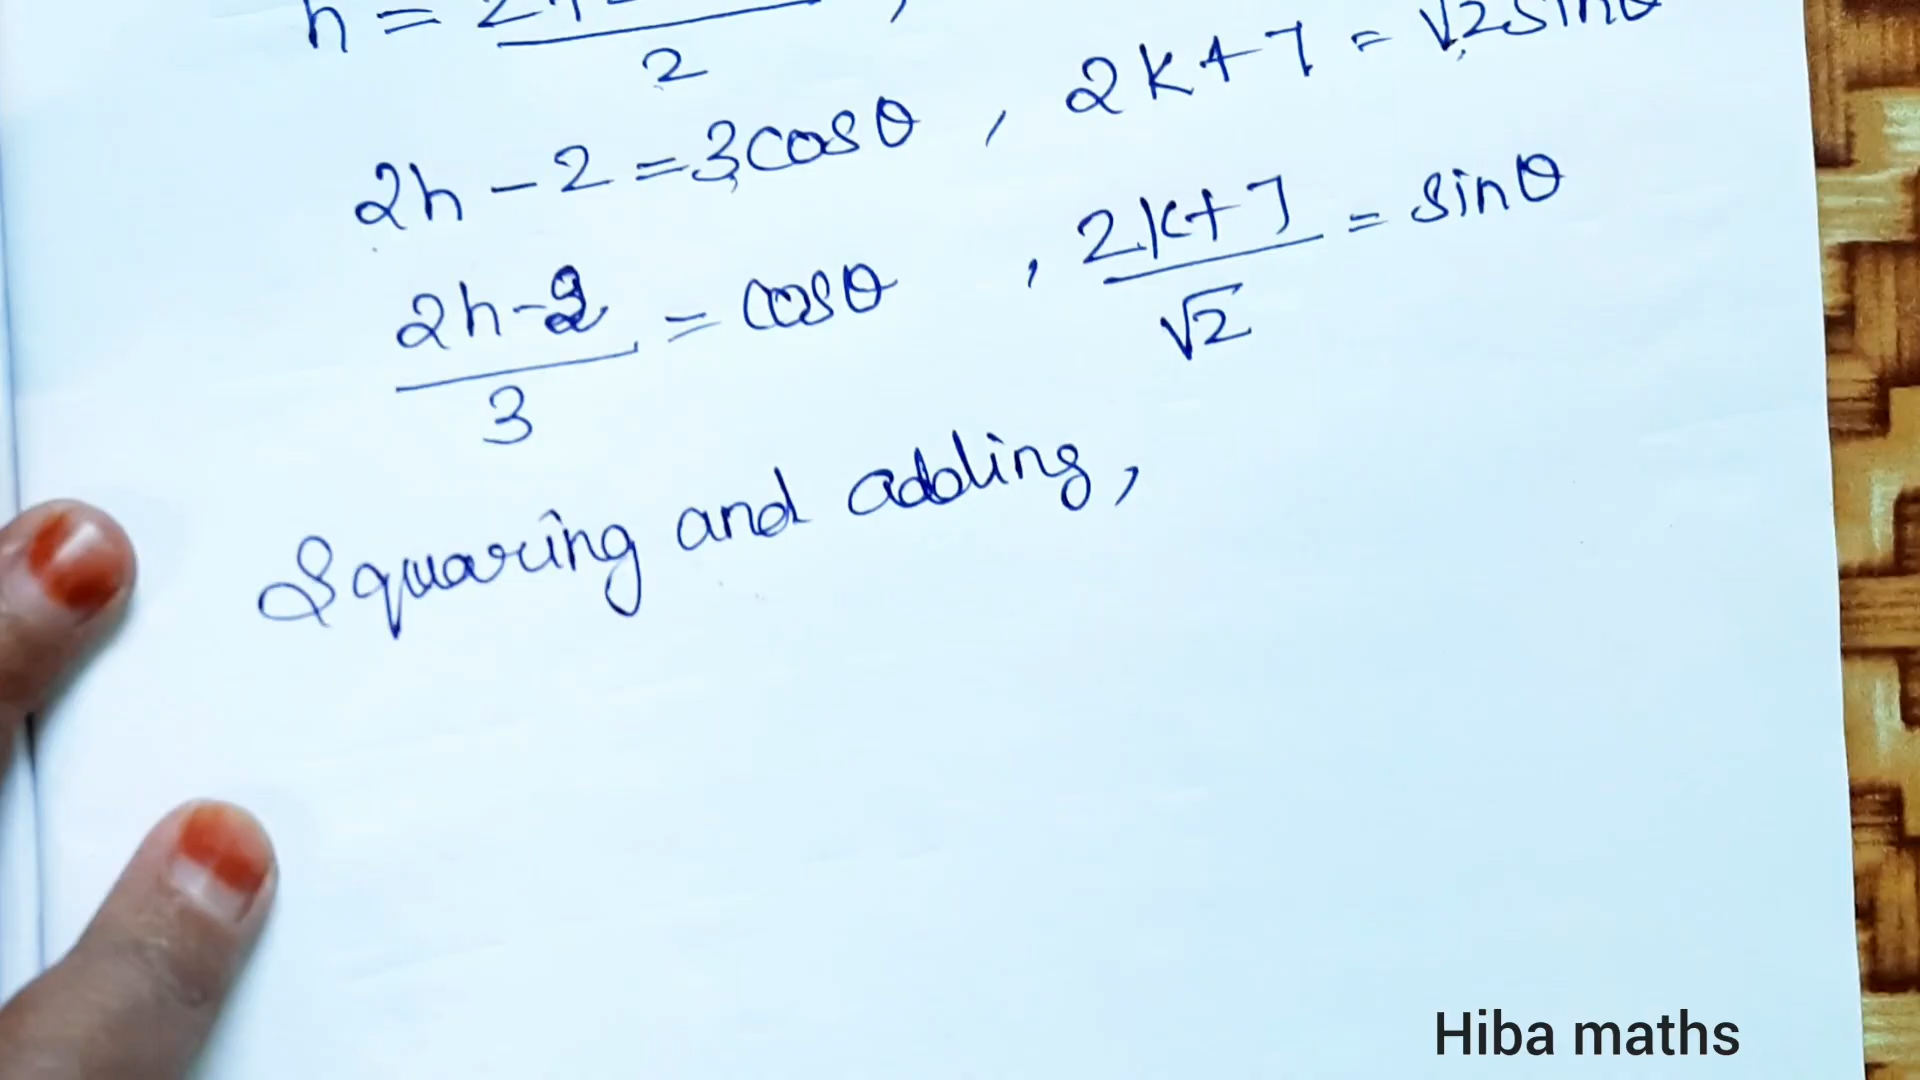 h = 2
2h - 2 = 3cosθ , 2k+7 = √2sinθ
(2h-2)/3 = cosθ , (2k+7)/√2 = sinθ
Squaring and adding,
Hiba maths